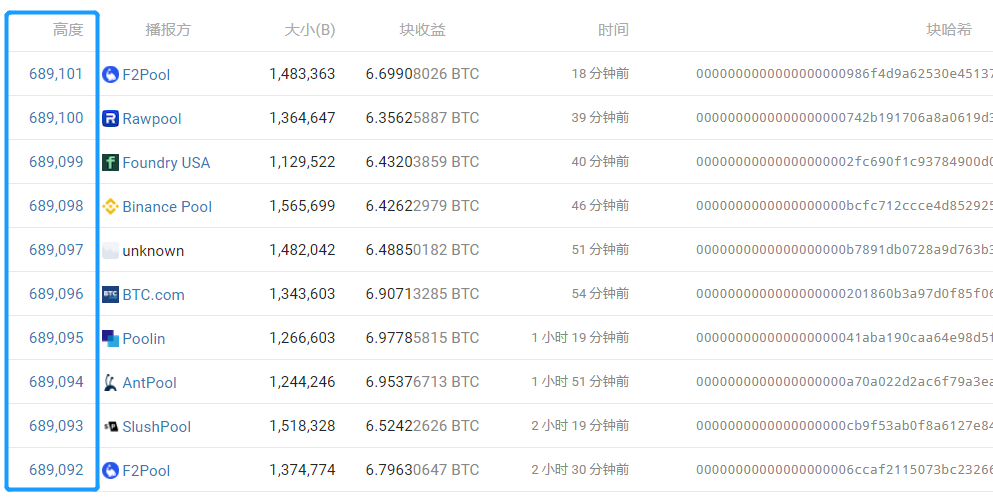 高度 播报方 大小(B) 块收益 时间 块哈希
689,101 F2Pool 1,483,363 6.69908026 BTC 18 分钟前 0000000000000000000986f4d9a62530e45137
689,100 Rawpool 1,364,647 6.35625887 BTC 39 分钟前 0000000000000000000742b191706a8a0619d3
689,099 Foundry USA 1,129,522 6.43203859 BTC 40 分钟前 00000000000000000002fc690f1c93784900d0
689,098 Binance Pool 1,565,699 6.42622979 BTC 46 分钟前 0000000000000000000bcfc712ccce4d852925
689,097 unknown 1,482,042 6.48850182 BTC 51 分钟前 0000000000000000000b7891db0728a9d763b3
689,096 BTC.com 1,343,603 6.90713285 BTC 54 分钟前 0000000000000000000201860b3a97d0f85f06
689,095 Poolin 1,266,603 6.97785815 BTC 1 小时 19 分钟前 000000000000000000041aba190caa64e98d5f
689,094 AntPool 1,244,246 6.95376713 BTC 1 小时 51 分钟前 0000000000000000000a70a022d2ac6f79a3ea
689,093 SlushPool 1,518,328 6.52422626 BTC 2 小时 19 分钟前 0000000000000000000cb9f53ab0f8a6127e84
689,092 F2Pool 1,374,774 6.79630647 BTC 2 小时 30 分钟前 00000000000000000006ccaf2115073bc23266